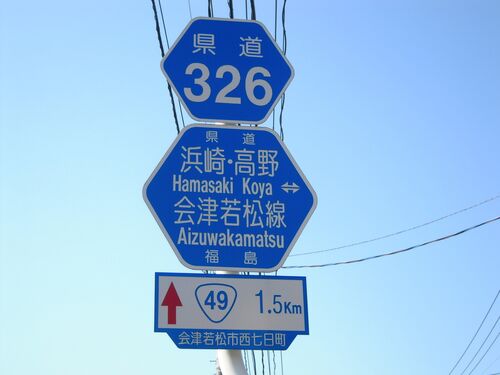 県道
326
県道
浜崎・高野
Hamasaki Koya ⇔
会津若松線
Aizuwakamatsu
福島
49 1.5Km
会津若松市西七日町